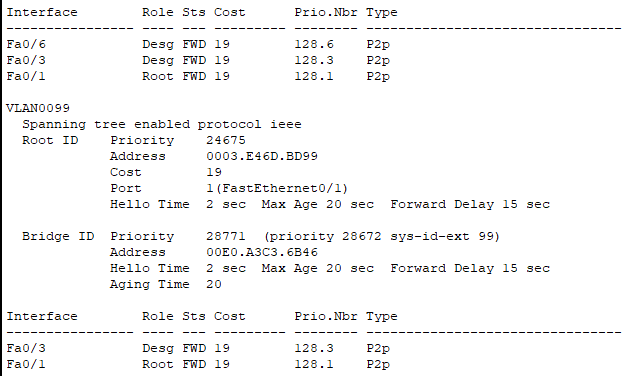 Interface        Role Sts Cost      Prio.Nbr Type
---------------- ---- --- --------- -------- --------------------------------
Fa0/6            Desg FWD 19        128.6    P2p
Fa0/3            Desg FWD 19        128.3    P2p
Fa0/1            Root FWD 19        128.1    P2p

VLAN0099
  Spanning tree enabled protocol ieee
  Root ID    Priority    24675
             Address     0003.E46D.BD99
             Cost        19
             Port        1(FastEthernet0/1)
             Hello Time  2 sec  Max Age 20 sec  Forward Delay 15 sec

  Bridge ID  Priority    28771  (priority 28672 sys-id-ext 99)
             Address     00E0.A3C3.6B46
             Hello Time  2 sec  Max Age 20 sec  Forward Delay 15 sec
             Aging Time  20

Interface        Role Sts Cost      Prio.Nbr Type
---------------- ---- --- --------- -------- --------------------------------
Fa0/3            Desg FWD 19        128.3    P2p
Fa0/1            Root FWD 19        128.1    P2p